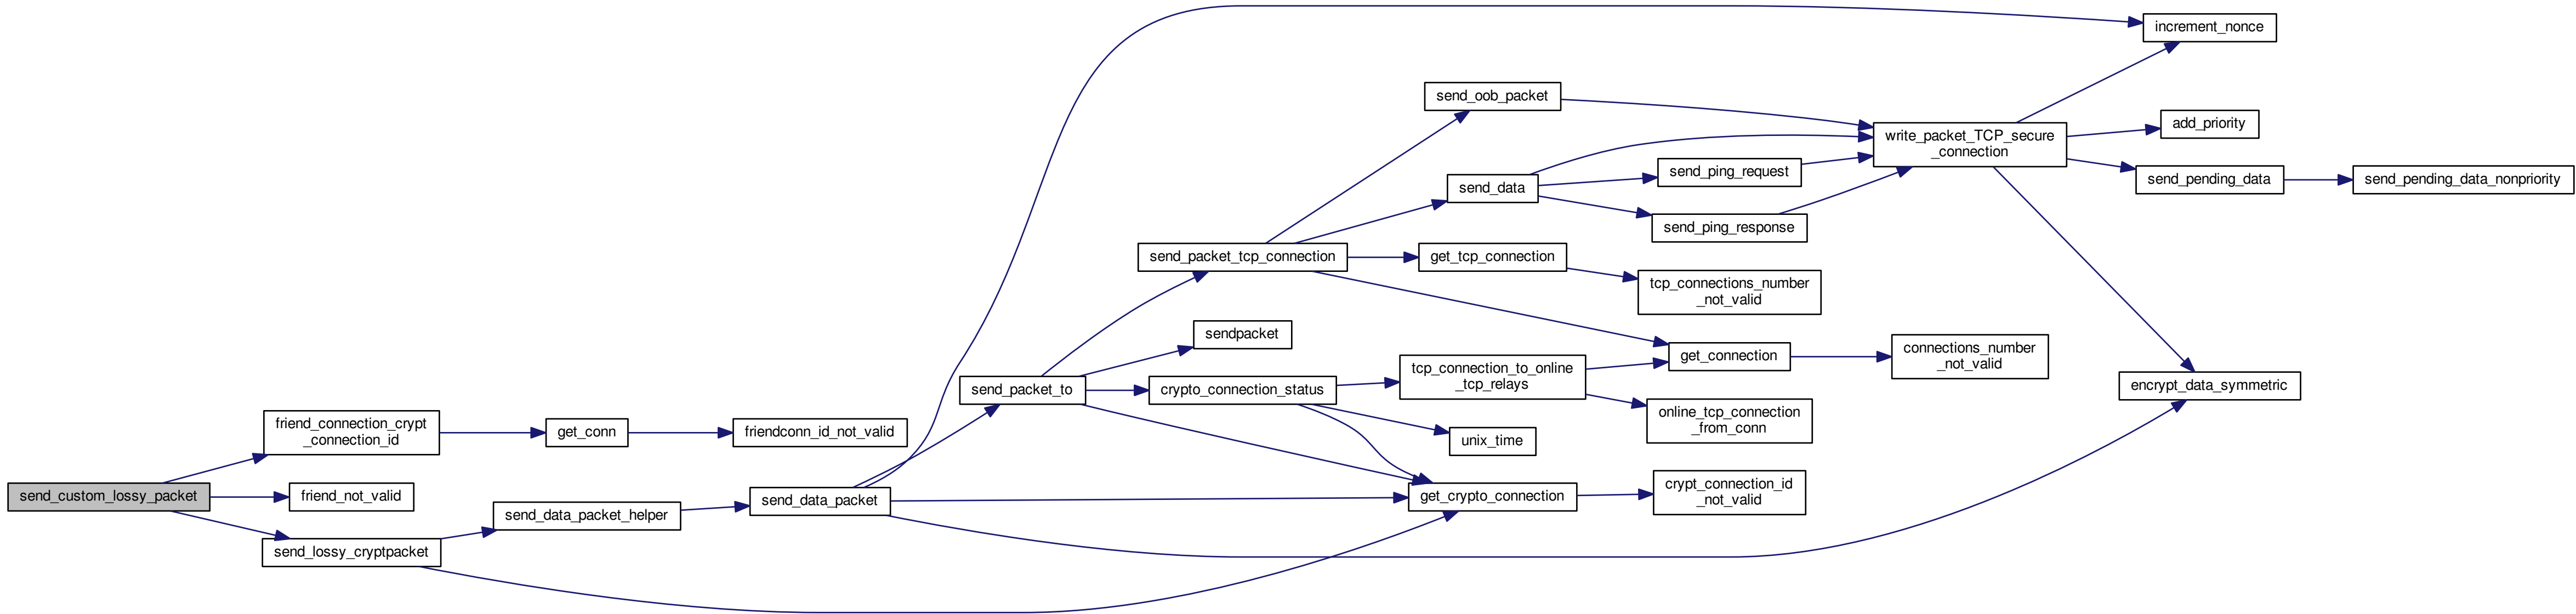 increment_nonce
send_oob_packet
add_priority
write_packet_TCP_secure
_connection
send_ping_request
send_data
send_pending_data
send_pending_data_nonpriority
send_ping_response
send_packet_tcp_connection
get_tcp_connection
tcp_connections_number
_not_valid
sendpacket
get_connection
connections_number
_not_valid
tcp_connection_to_online
_tcp_relays
send_packet_to
crypto_connection_status
encrypt_data_symmetric
online_tcp_connection
_from_conn
friend_connection_crypt
_connection_id
get_conn
friendconn_id_not_valid
unix_time
send_custom_lossy_packet
friend_not_valid
send_data_packet
get_crypto_connection
crypt_connection_id
_not_valid
send_data_packet_helper
send_lossy_cryptpacket